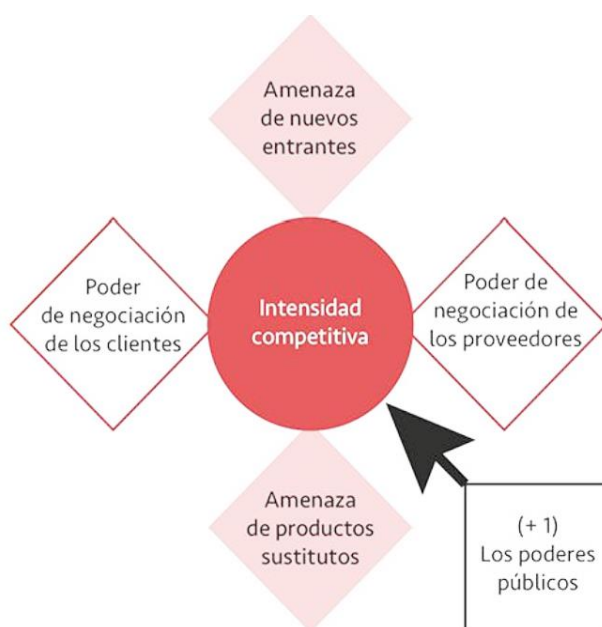 Amenaza
de nuevos
entrantes
Poder
de negociación
de los clientes
Intensidad
competitiva
Poder de
negociación de
los proveedores
Amenaza
de productos
sustitutos
(+ 1)
Los poderes
públicos